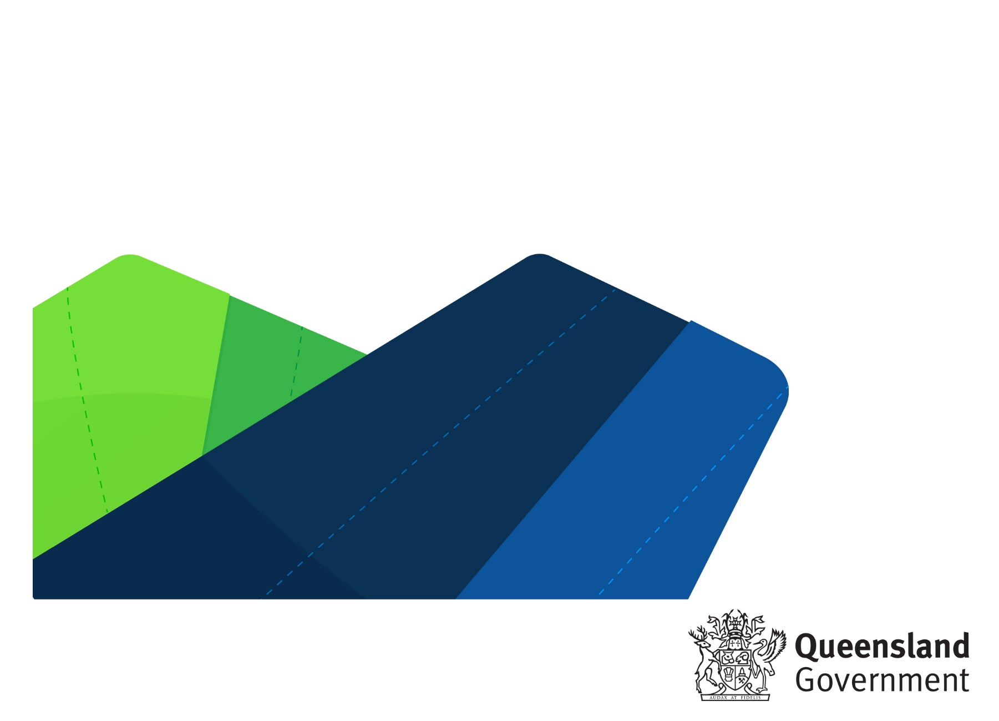 Queensland
Government
AUDAX AT FIDELIS